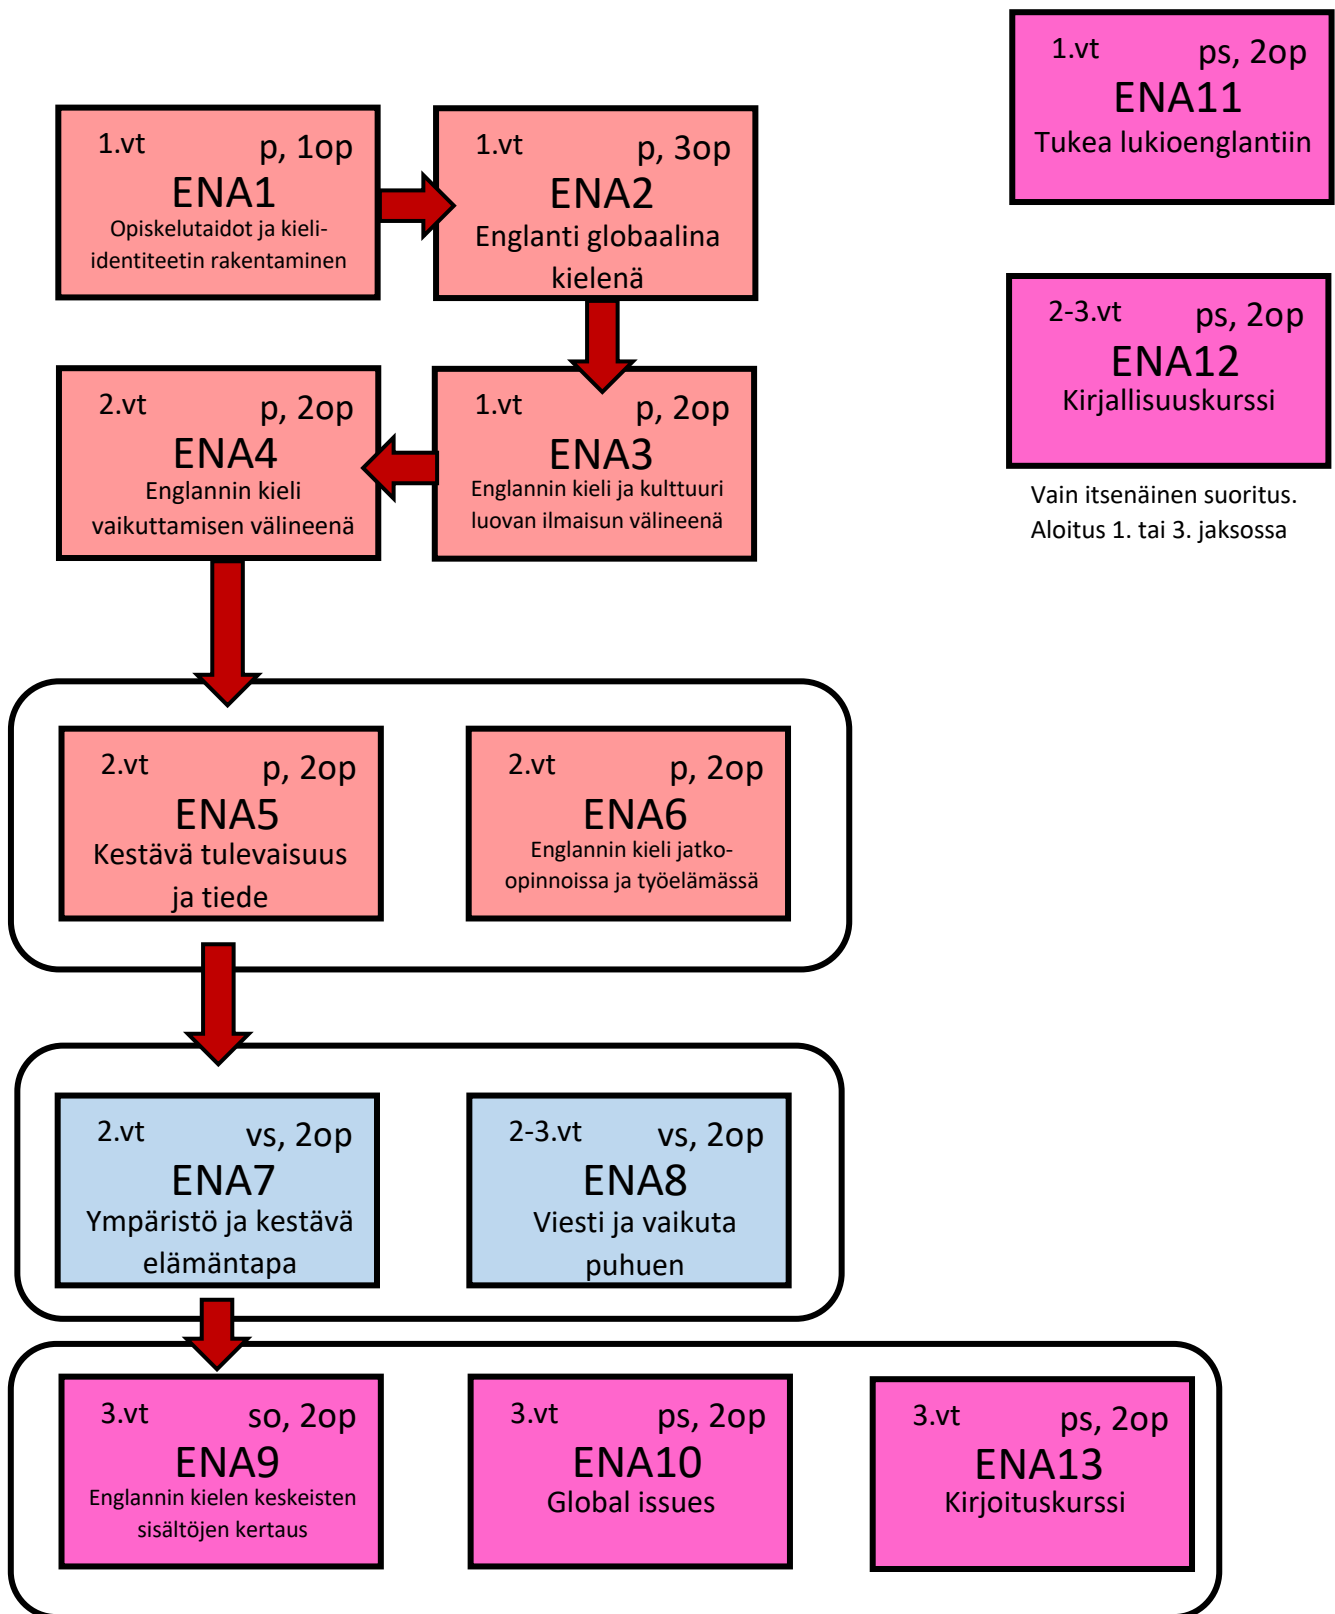 1.vt ps, 2op
ENA11
Tukea lukioenglantiin
1.vt p, 1op
ENA1
Opiskelutaidot ja kieli-
identiteetin rakentaminen
1.vt p, 3op
ENA2
Englanti globaalina
kielenä
2-3.vt ps, 2op
ENA12
Kirjallisuuskurssi
Vain itsenäinen suoritus.
Aloitus 1. tai 3. jaksossa
2.vt p, 2op
ENA4
Englannin kieli
vaikuttamisen välineenä
1.vt p, 2op
ENA3
Englannin kieli ja kulttuuri
luovan ilmaisun välineenä
2.vt p, 2op
ENA5
Kestävä tulevaisuus
ja tiede
2.vt p, 2op
ENA6
Englannin kieli jatko-
opinnoissa ja työelämässä
2.vt vs, 2op
ENA7
Ympäristö ja kestävä
elämäntapa
2-3.vt vs, 2op
ENA8
Viesti ja vaikuta
puhuen
3.vt so, 2op
ENA9
Englannin kielen keskeisten
sisältöjen kertaus
3.vt ps, 2op
ENA10
Global issues
3.vt ps, 2op
ENA13
Kirjoituskurssi